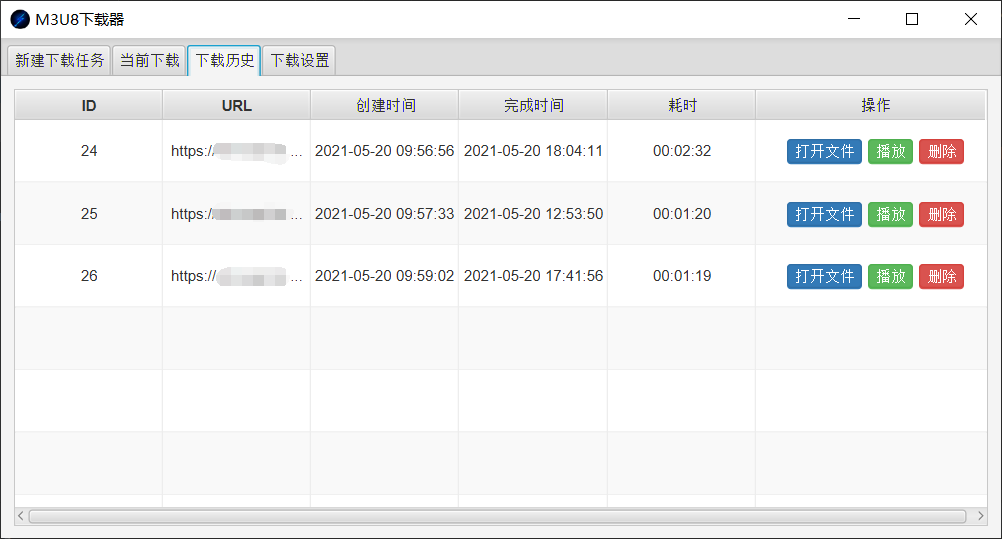 M3U8下载器
新建下载任务 当前下载 下载历史 下载设置
ID URL 创建时间 完成时间 耗时 操作
24 https:/ ... 2021-05-20 09:56:56 2021-05-20 18:04:11 00:02:32 打开文件 播放 删除
25 https:/ ... 2021-05-20 09:57:33 2021-05-20 12:53:50 00:01:20 打开文件 播放 删除
26 https:// ... 2021-05-20 09:59:02 2021-05-20 17:41:56 00:01:19 打开文件 播放 删除